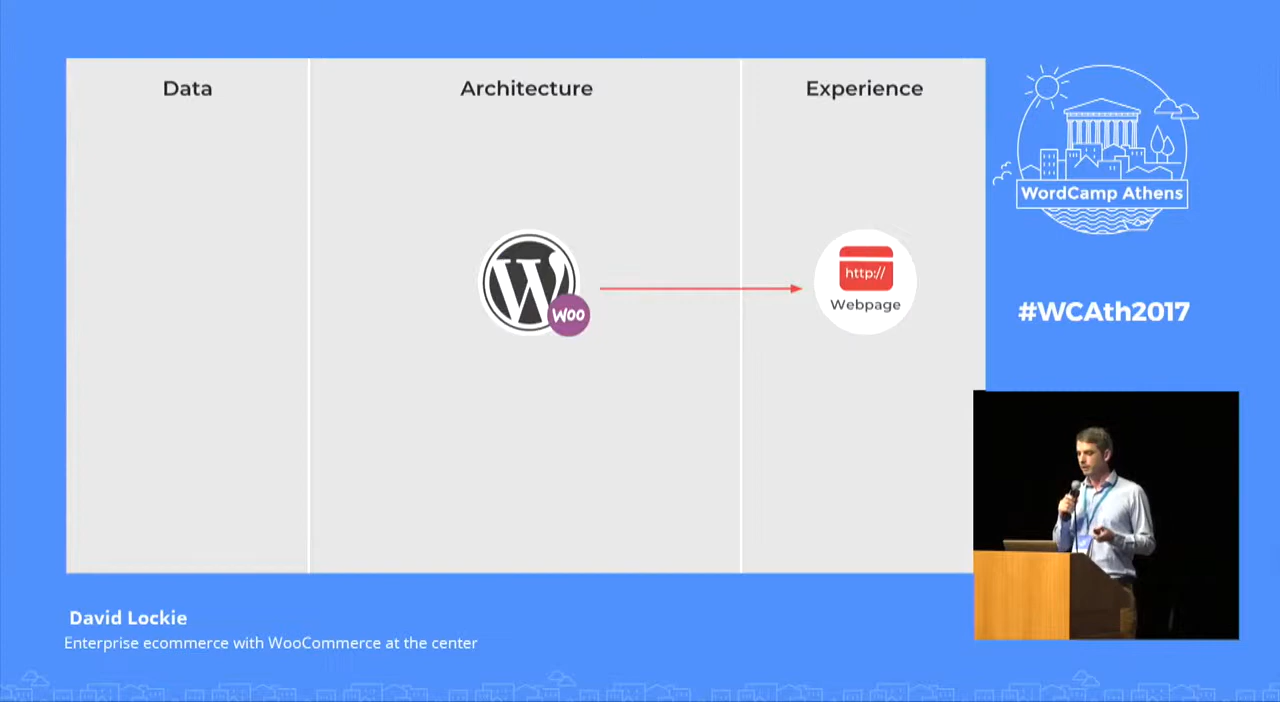 Data
Architecture
Experience
WOO
http://
Webpage
WordCamp Athens
#WCAth2017
David Lockie
Enterprise ecommerce with WooCommerce at the center